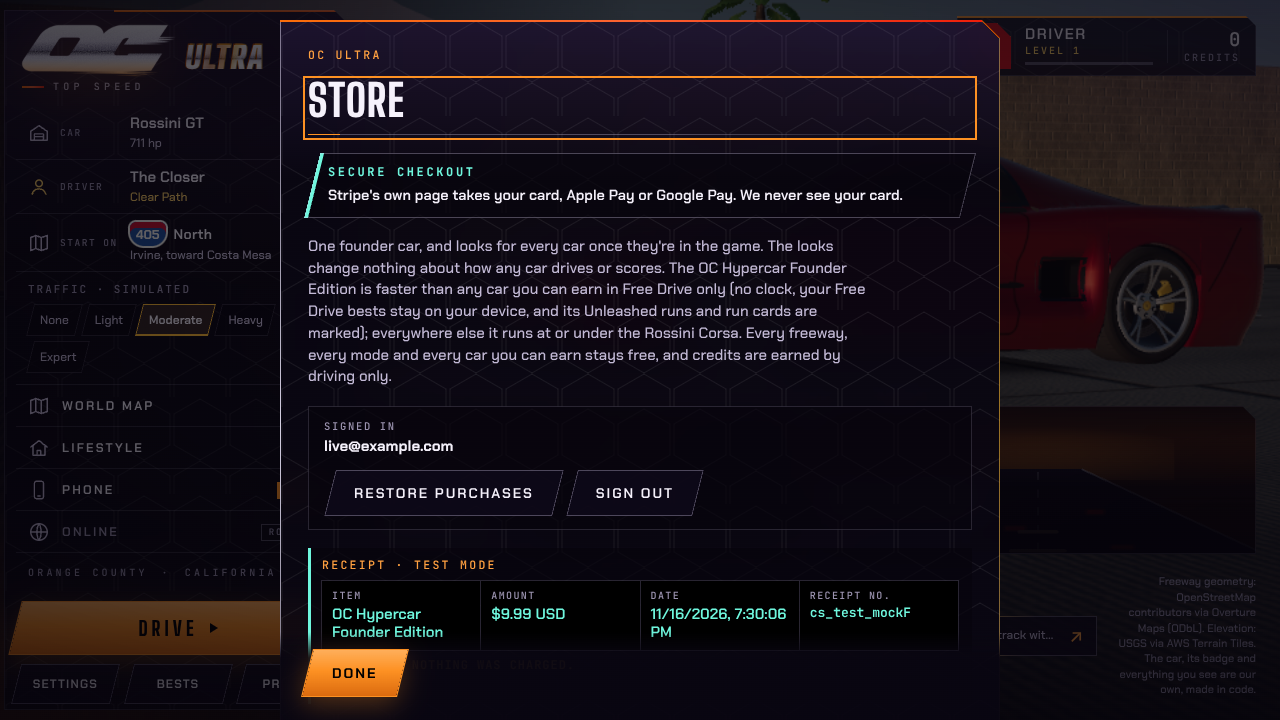 OC ULTRA
TOP SPEED
CAR
Rossini GT
711 hp
DRIVER
The Closer
Clear Path
START ON
405 North
Irvine, toward Costa Mesa
TRAFFIC · SIMULATED
None
Light
Moderate
Heavy
Expert
WORLD MAP
LIFESTYLE
PHONE
ONLINE
ORANGE COUNTY · CALIFORNIA
DRIVE
SETTINGS
BESTS
OC ULTRA
STORE
SECURE CHECKOUT
Stripe's own page takes your card, Apple Pay or Google Pay. We never see your card.
One founder car, and looks for every car once they're in the game. The looks
change nothing about how any car drives or scores. The OC Hypercar Founder
Edition is faster than any car you can earn in Free Drive only (no clock, your Free
Drive bests stay on your device, and its Unleashed runs and run cards are
marked); everywhere else it runs at or under the Rossini Corsa. Every freeway,
every mode and every car you can earn stays free, and credits are earned by
driving only.
SIGNED IN
live@example.com
RESTORE PURCHASES
SIGN OUT
RECEIPT · TEST MODE
ITEM
OC Hypercar
Founder Edition
AMOUNT
$9.99 USD
DATE
11/16/2026, 7:30:06
PM
RECEIPT NO.
cs_test_mockF
NOTHING WAS CHARGED.
DONE
DRIVER
LEVEL 1
0
CREDITS
track wit...
Freeway geometry:
OpenStreetMap
contributors via Overture
Maps (ODbL). Elevation:
USGS via AWS Terrain Tiles.
The car, its badge and
everything you see are our
own, made in code.